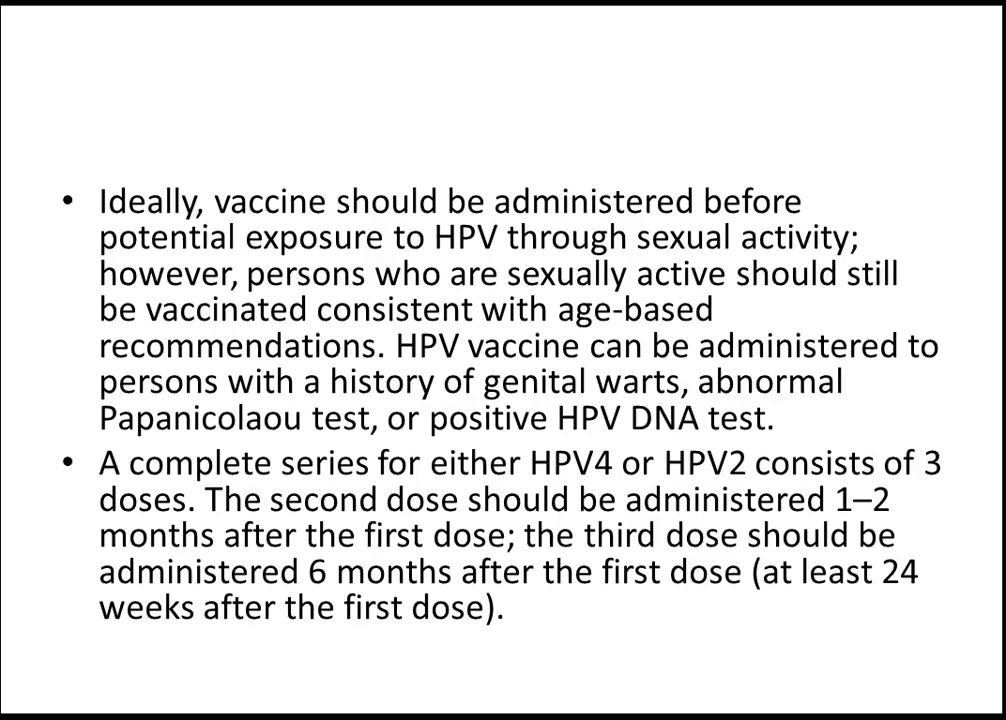 • Ideally, vaccine should be administered before
potential exposure to HPV through sexual activity;
however, persons who are sexually active should still
be vaccinated consistent with age-based
recommendations. HPV vaccine can be administered to
persons with a history of genital warts, abnormal
Papanicolaou test, or positive HPV DNA test.
• A complete series for either HPV4 or HPV2 consists of 3
doses. The second dose should be administered 1–2
months after the first dose; the third dose should be
administered 6 months after the first dose (at least 24
weeks after the first dose).